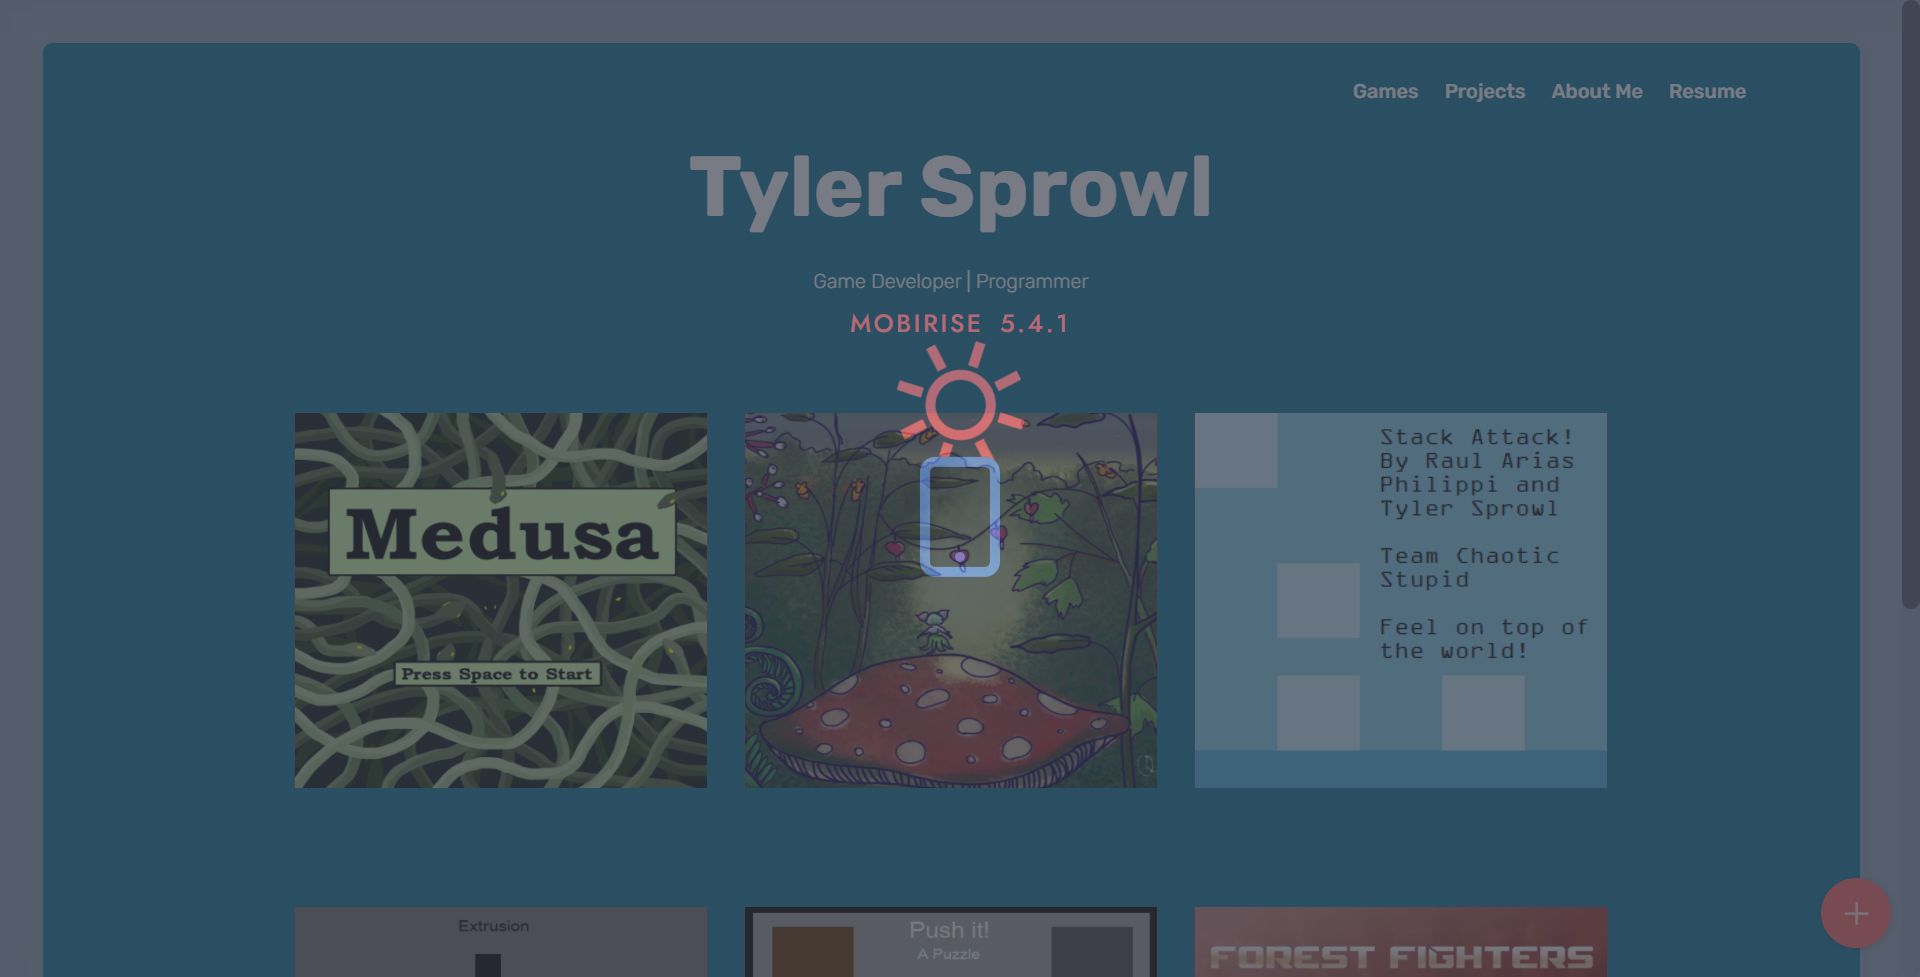 Games Projects About Me Resume
Tyler Sprowl
Game Developer | Programmer
MOBIRISE 5.4.1
Medusa
Press Space to Start
Stack Attack!
By Raul Arias
Philippi and
Tyler Sprowl
Team Chaotic
Stupid
Feel on top of
the world!
Extrusion
Push it!
A Puzzle
FOREST FIGHTERS